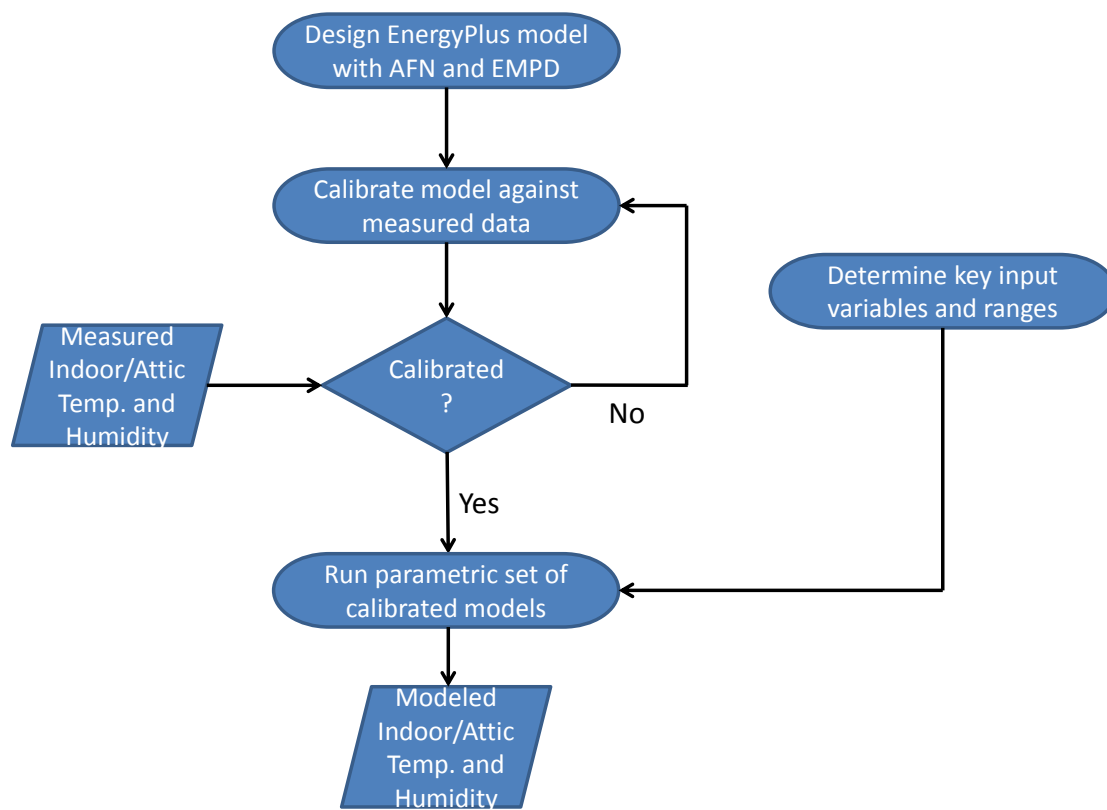 Design EnergyPlus model
with AFN and EMPD
Calibrate model against
measured data
Determine key input
variables and ranges
Measured
Indoor/Attic
Temp. and
Humidity
Calibrated
?
No
Yes
Run parametric set of
calibrated models
Modeled
Indoor/Attic
Temp. and
Humidity